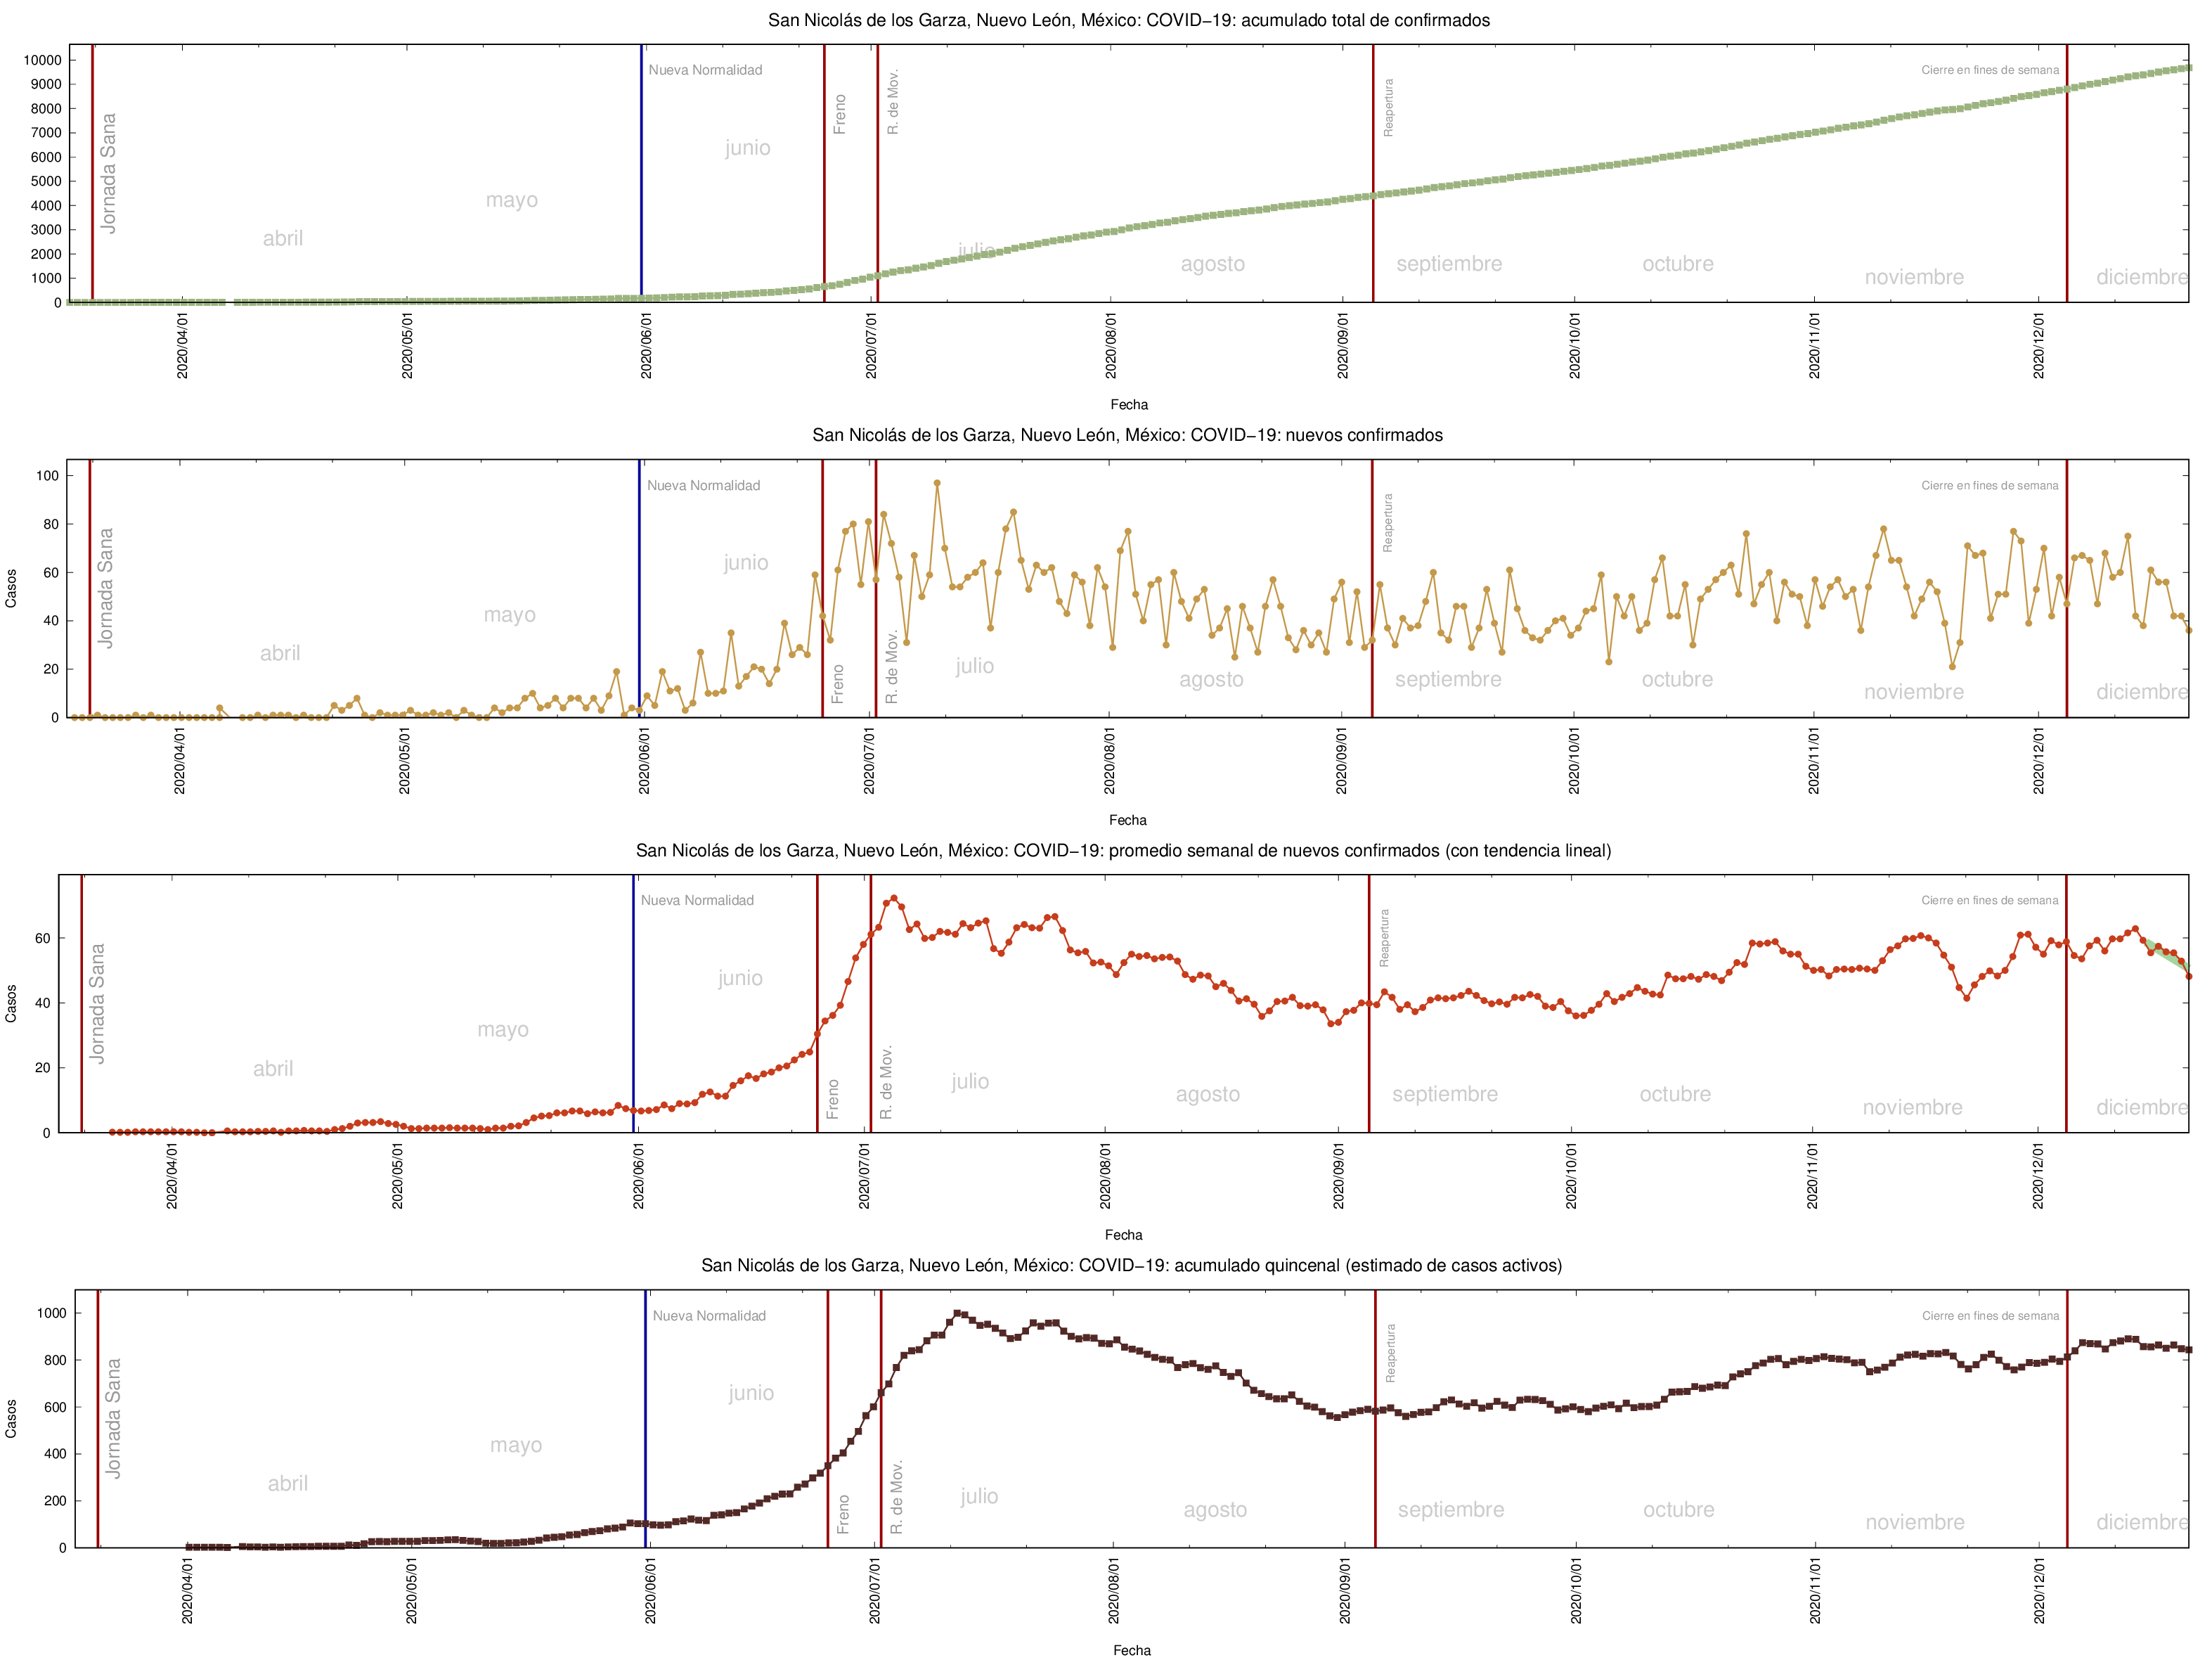 San Nicolás de los Garza, Nuevo León, México: COVID−19: acumulado total de confirmados
10000
9000
8000
7000
6000
5000
4000
3000
2000
1000
0
Jornada Sana
abril
mayo
Nueva Normalidad
junio
Freno
R. de Mov.
julio
agosto
Reapertura
septiembre
octubre
noviembre
Cierre en fines de semana
diciembre
2020/04/01
2020/05/01
2020/06/01
2020/07/01
2020/08/01
2020/09/01
2020/10/01
2020/11/01
2020/12/01
Fecha
San Nicolás de los Garza, Nuevo León, México: COVID−19: nuevos confirmados
Casos
100
80
60
40
20
0
Jornada Sana
abril
mayo
Nueva Normalidad
junio
Freno
R. de Mov.
julio
agosto
Reapertura
septiembre
octubre
noviembre
Cierre en fines de semana
diciembre
2020/04/01
2020/05/01
2020/06/01
2020/07/01
2020/08/01
2020/09/01
2020/10/01
2020/11/01
2020/12/01
Fecha
San Nicolás de los Garza, Nuevo León, México: COVID−19: promedio semanal de nuevos confirmados (con tendencia lineal)
Casos
60
40
20
0
Jornada Sana
abril
mayo
Nueva Normalidad
junio
Freno
R. de Mov.
julio
agosto
Reapertura
septiembre
octubre
noviembre
Cierre en fines de semana
diciembre
2020/04/01
2020/05/01
2020/06/01
2020/07/01
2020/08/01
2020/09/01
2020/10/01
2020/11/01
2020/12/01
Fecha
San Nicolás de los Garza, Nuevo León, México: COVID−19: acumulado quincenal (estimado de casos activos)
Casos
1000
800
600
400
200
0
Jornada Sana
abril
mayo
Nueva Normalidad
junio
Freno
R. de Mov.
julio
agosto
Reapertura
septiembre
octubre
noviembre
Cierre en fines de semana
diciembre
2020/04/01
2020/05/01
2020/06/01
2020/07/01
2020/08/01
2020/09/01
2020/10/01
2020/11/01
2020/12/01
Fecha